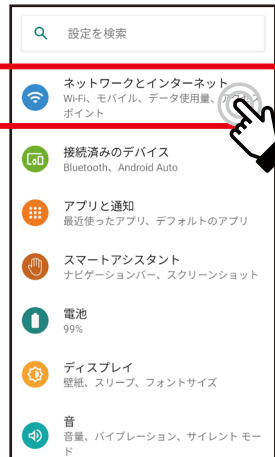 設定を検索
ネットワークとインターネット
Wi-Fi、モバイル、データ使用量、アクセス
ポイント
接続済みのデバイス
Bluetooth、Android Auto
アプリと通知
最近使ったアプリ、デフォルトのアプリ
スマートアシスタント
ナビゲーションバー、スクリーンショット
電池
99%
ディスプレイ
壁紙、スリープ、フォントサイズ
音
音量、バイブレーション、サイレント モー
ド